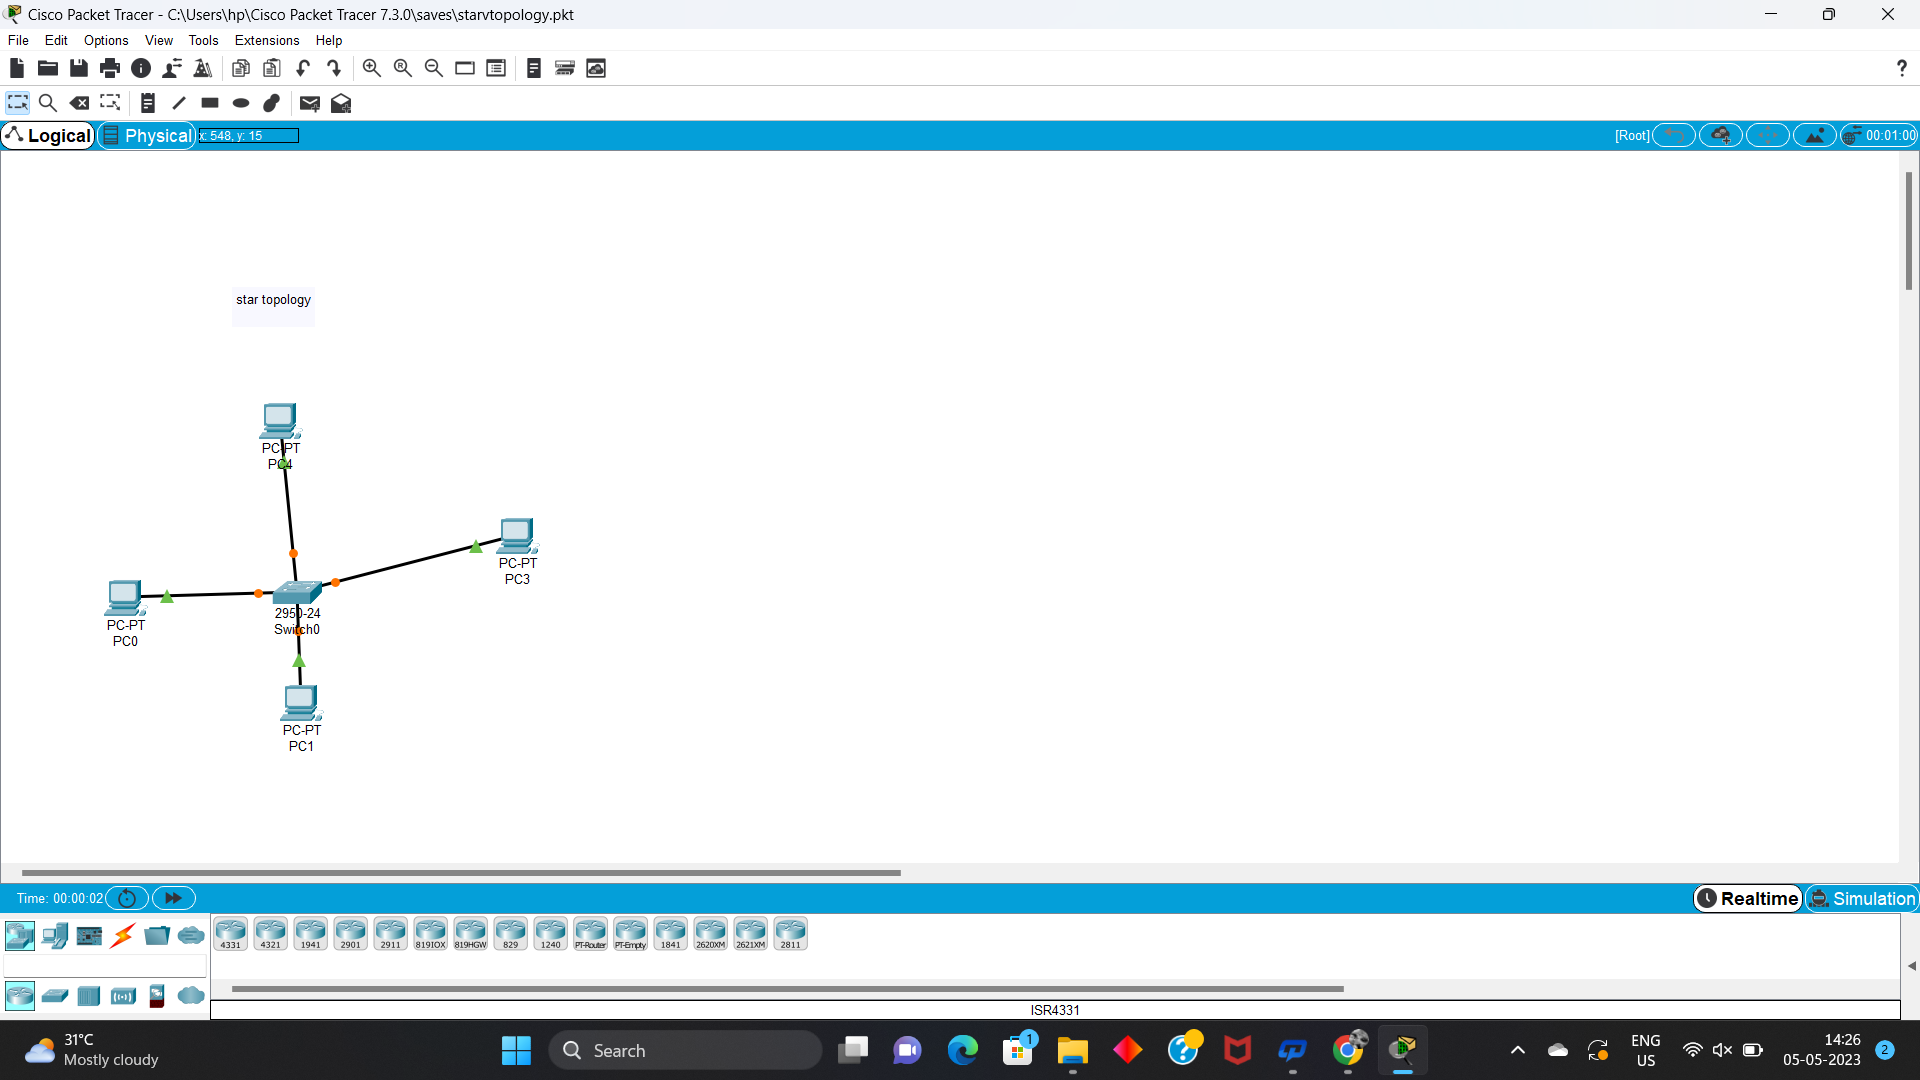 Cisco Packet Tracer - C:\Users\hp\Cisco Packet Tracer 7.3.0\saves\starvtopology.pkt
File Edit Options View Tools Extensions Help
?
Logical Physical x: 548, y: 15 [Root] 00:01:00
star topology
PC-PT
PC4
PC-PT
PC3
2950-24
Switch0
PC-PT
PC0
PC-PT
PC1
Time: 00:00:02 Realtime Simulation
4331 4321 1941 2901 2911 819IOX 819HGW 829 1240 PT-Router PT-Empty 1841 2620XM 2621XM 2811
ISR4331
31°C
Mostly cloudy
Search
1
ENG
US
14:26
05-05-2023
2